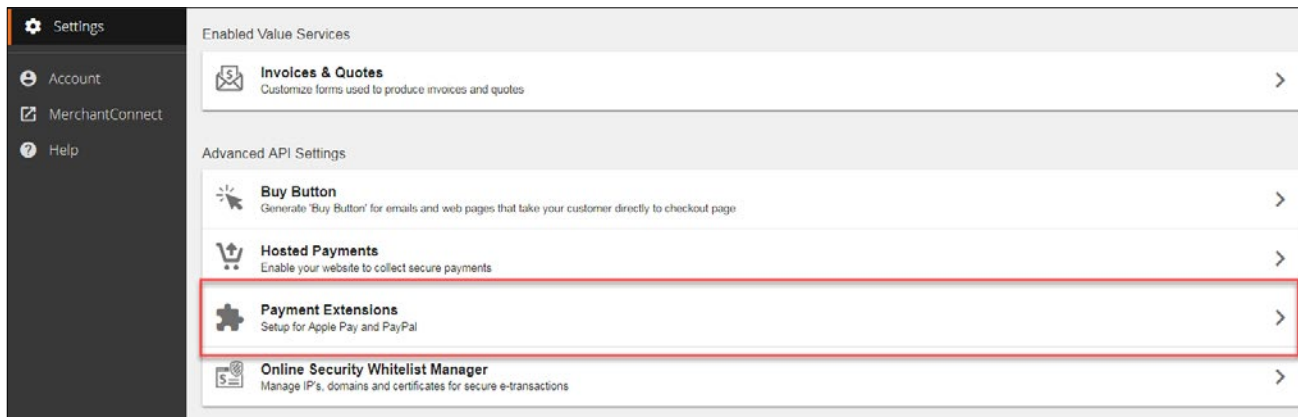 Settings
Account
MerchantConnect
Help
Enabled Value Services
Invoices & Quotes
Customize forms used to produce invoices and quotes
Advanced API Settings
Buy Button
Generate 'Buy Button' for emails and web pages that take your customer directly to checkout page
Hosted Payments
Enable your website to collect secure payments
Payment Extensions
Setup for Apple Pay and PayPal
Online Security Whitelist Manager
Manage IP's, domains and certificates for secure e-transactions